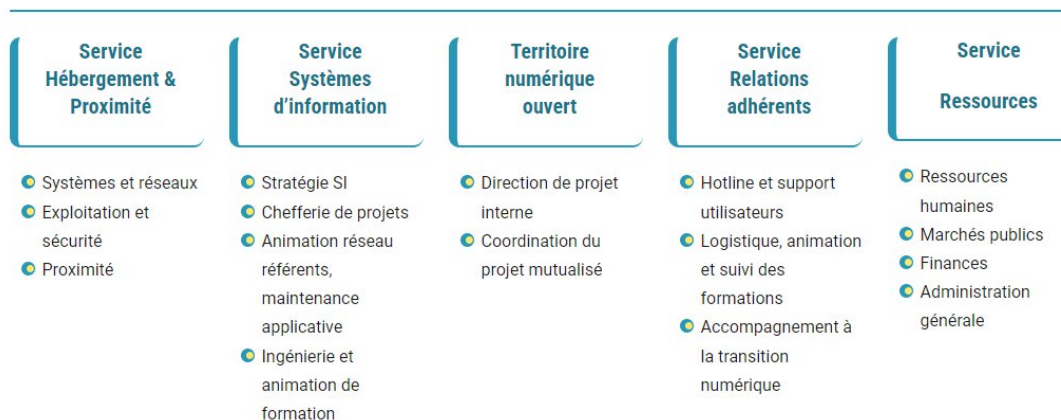 Service
Hébergement &
Proximité
Systèmes et réseaux
Exploitation et
sécurité
Proximité
Service
Systèmes
d’information
Stratégie SI
Chefferie de projets
Animation réseau
référents,
maintenance
applicative
Ingénierie et
animation de
formation
Territoire
numérique
ouvert
Direction de projet
interne
Coordination du
projet mutualisé
Service
Relations
adhérents
Hotline et support
utilisateurs
Logistique, animation
et suivi des
formations
Accompagnement à
la transition
numérique
Service
Ressources
Ressources
humaines
Marchés publics
Finances
Administration
générale